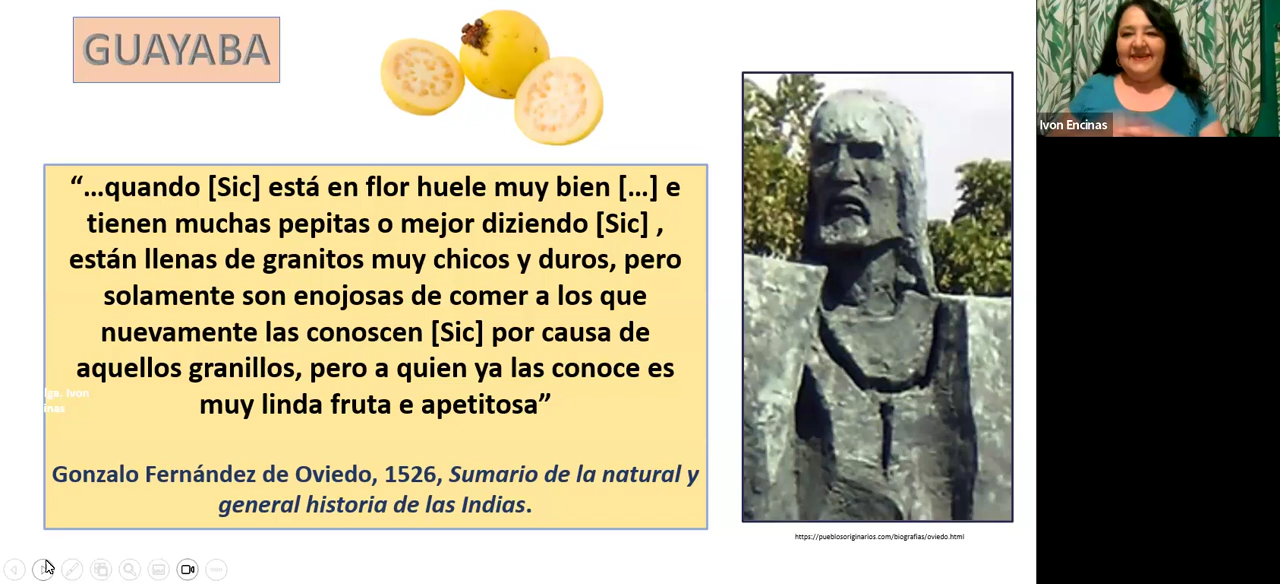 GUAYABA
Ivon Encinas
“...quando [Sic] está en flor huele muy bien [...] e
tienen muchas pepitas o mejor diziendo [Sic] ,
están llenas de granitos muy chicos y duros, pero
solamente son enojosas de comer a los que
nuevamente las conoscen [Sic] por causa de
aquellos granillos, pero a quien ya las conoce es
muy linda fruta e apetitosa”
lga. Ivon
inas
Gonzalo Fernández de Oviedo, 1526, Sumario de la natural y
general historia de las Indias.
https://pueblosoriginarios.com/biografias/oviedo.html